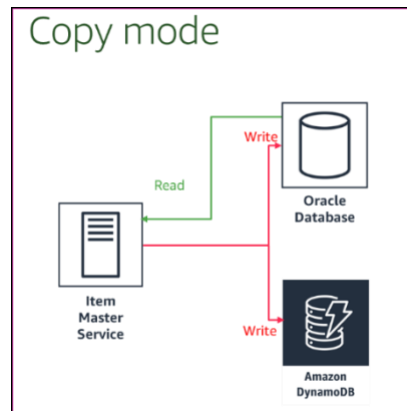 Copy mode
Write
Read
Oracle
Database
Item
Master
Service
Write
Amazon
DynamoDB